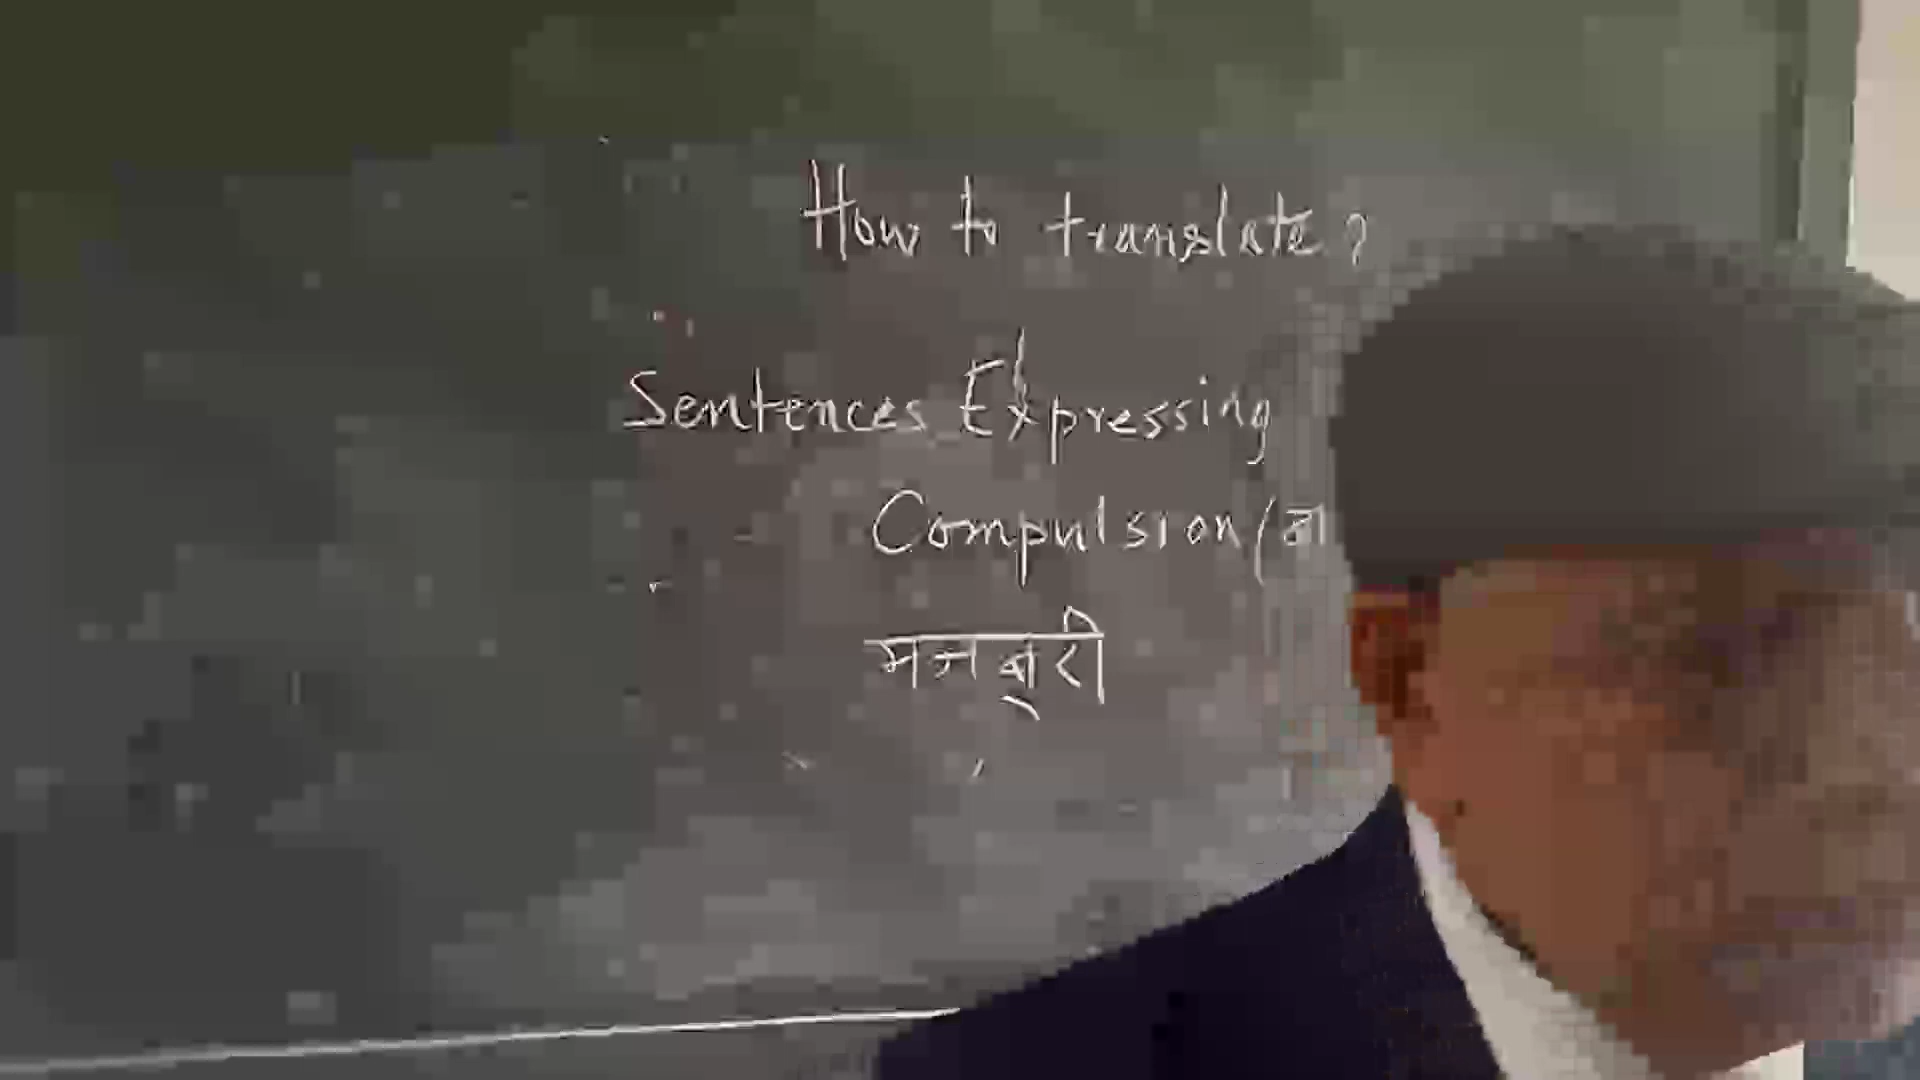 How to translate?
Sentences Expressing
Compulsion (
मजबूरी